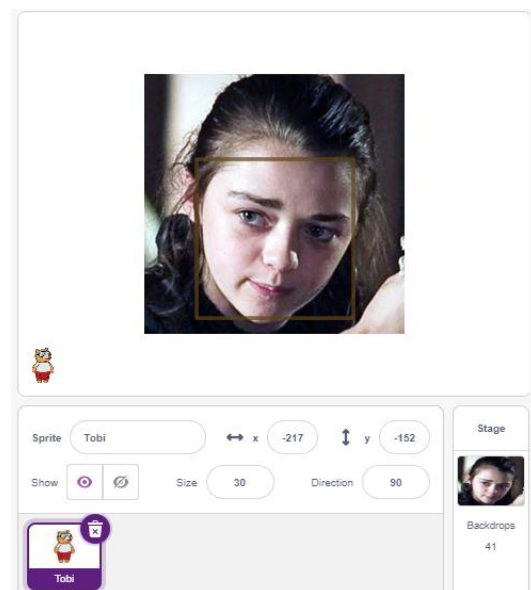 Sprite Tobi x -217 y -152
Show Size 30 Direction 90
Tobi
Stage
Backdrops
41